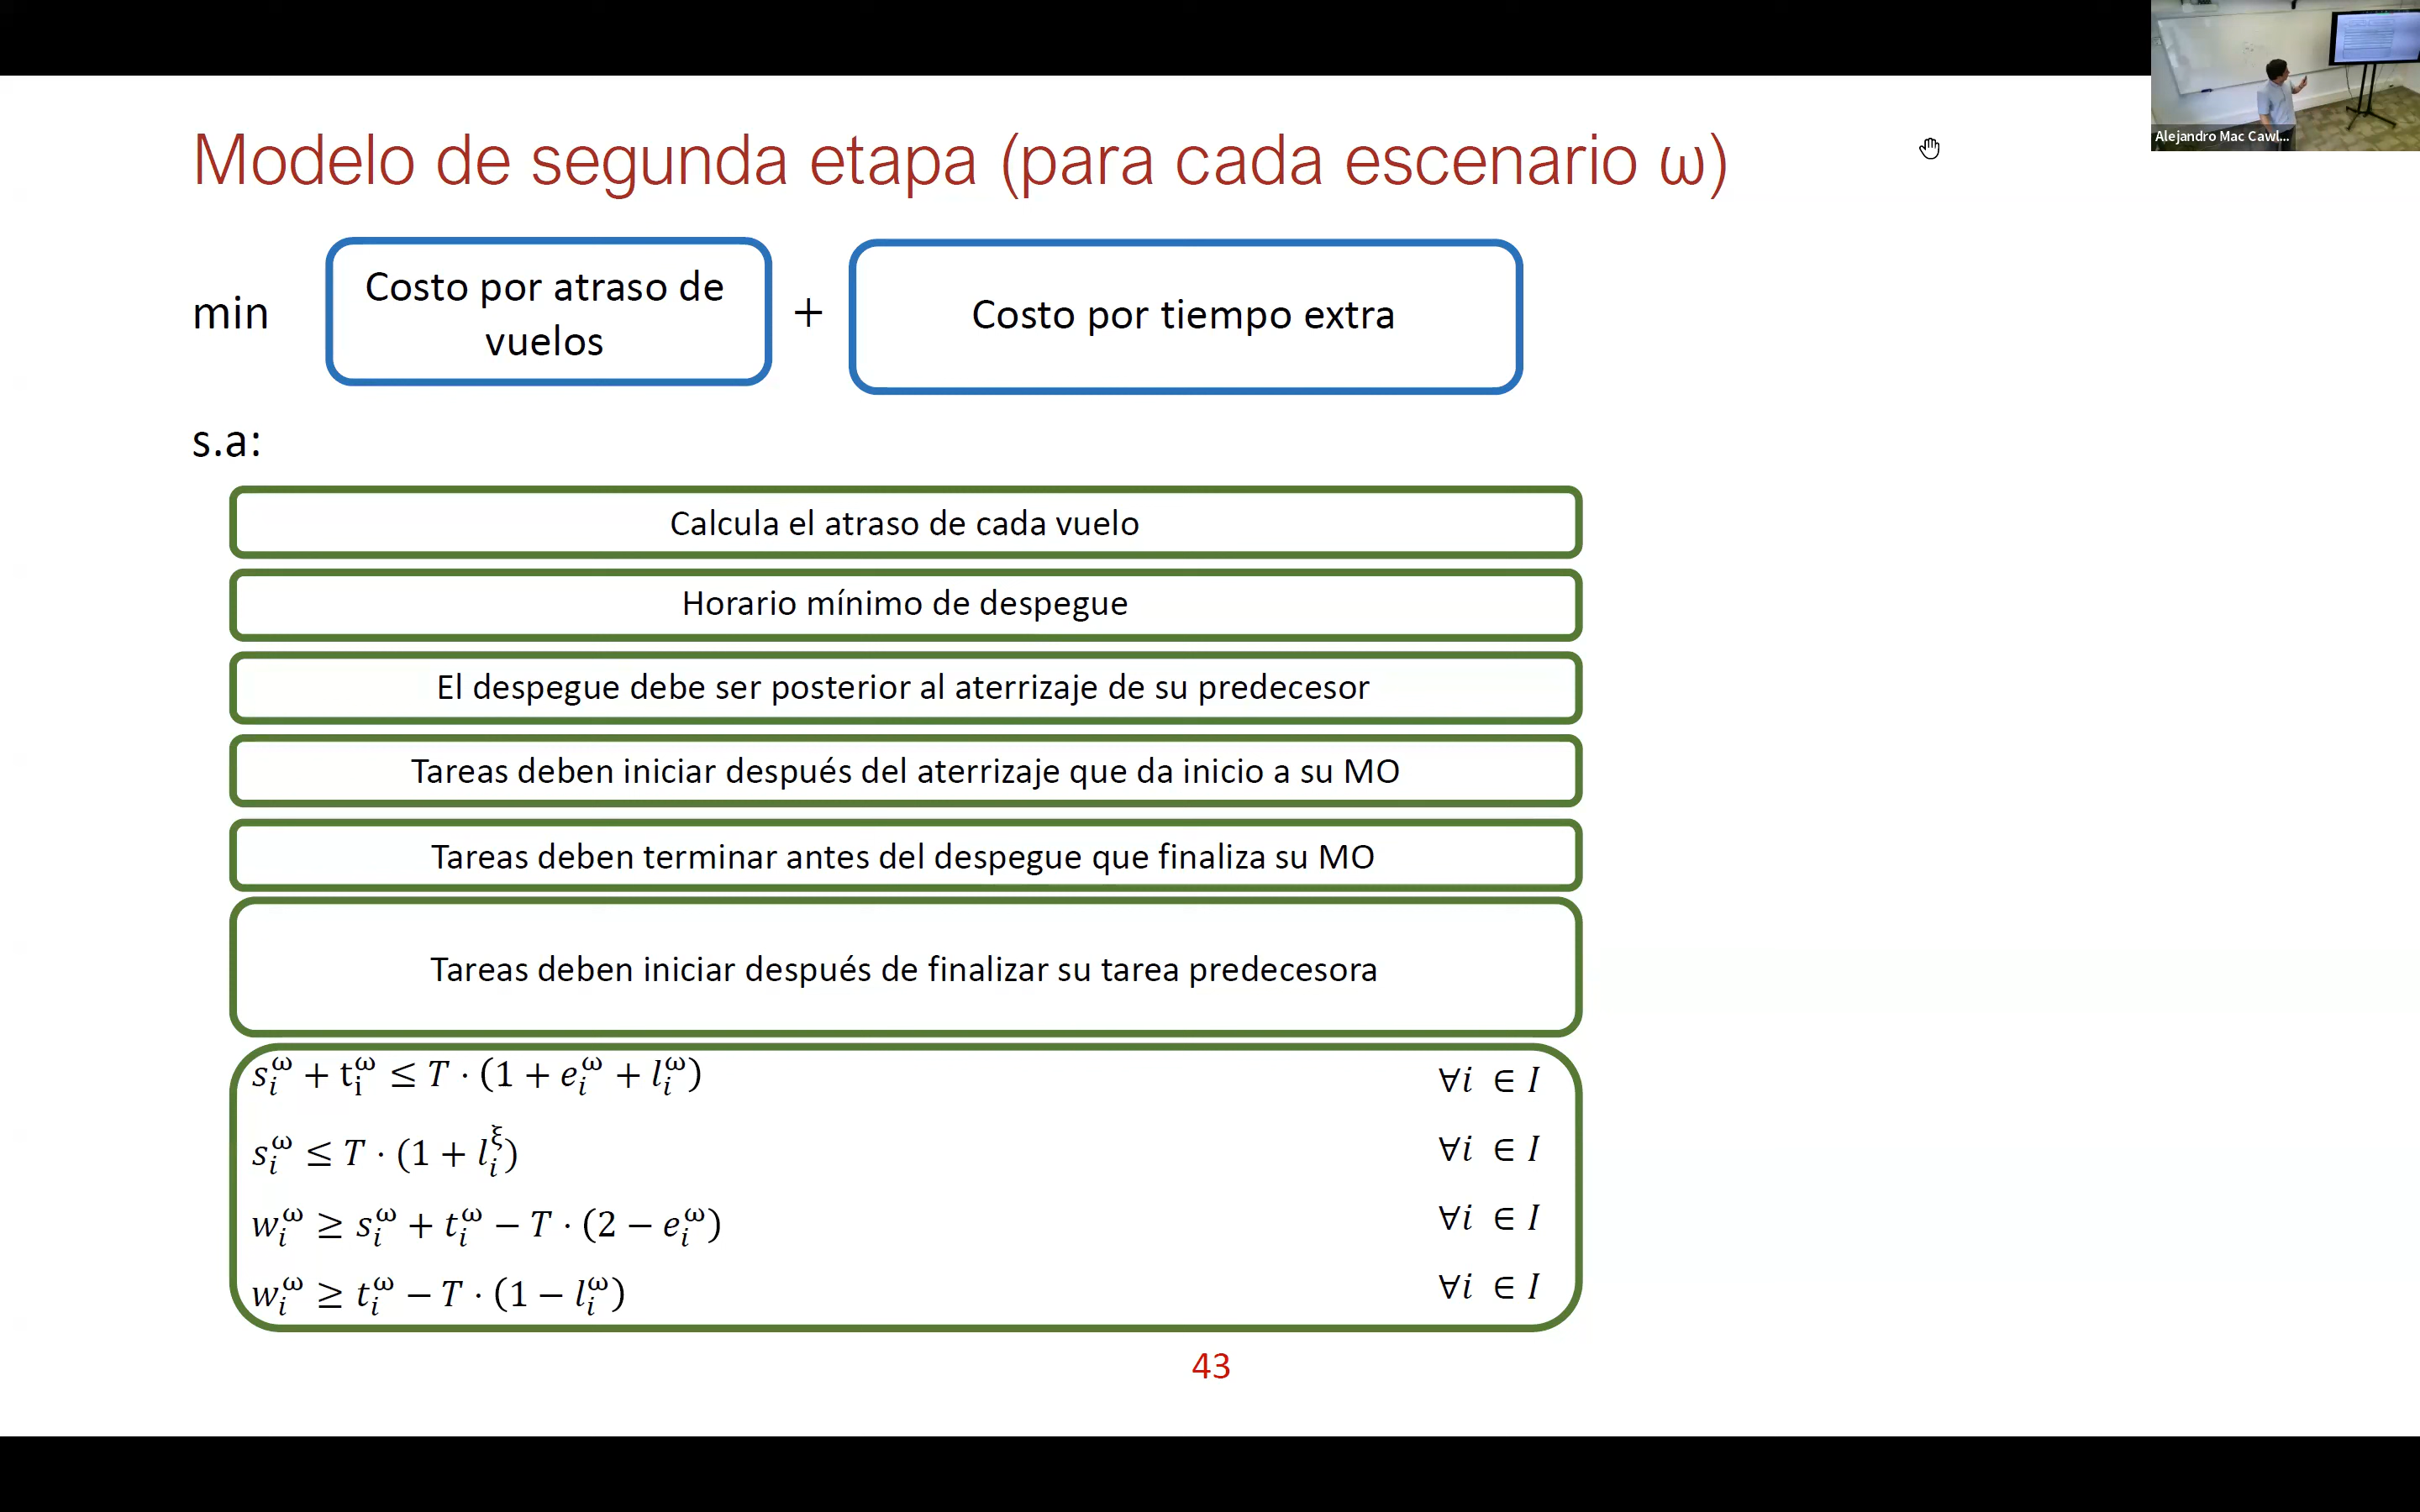 Modelo de segunda etapa (para cada escenario ω)
Alejandro Mac Cawl...
min
Costo por atraso de
vuelos
+
Costo por tiempo extra
s.a:
Calcula el atraso de cada vuelo
Horario mínimo de despegue
El despegue debe ser posterior al aterrizaje de su predecesor
Tareas deben iniciar después del aterrizaje que da inicio a su MO
Tareas deben terminar antes del despegue que finaliza su MO
Tareas deben iniciar después de finalizar su tarea predecesora
s_i^ω + t_i^ω ≤ T · (1 + e_i^ω + l_i^ω) ∀i ∈ I
s_i^ω ≤ T · (1 + l_i^ξ) ∀i ∈ I
w_i^ω ≥ s_i^ω + t_i^ω − T · (2 − e_i^ω) ∀i ∈ I
w_i^ω ≥ t_i^ω − T · (1 − l_i^ω) ∀i ∈ I
43